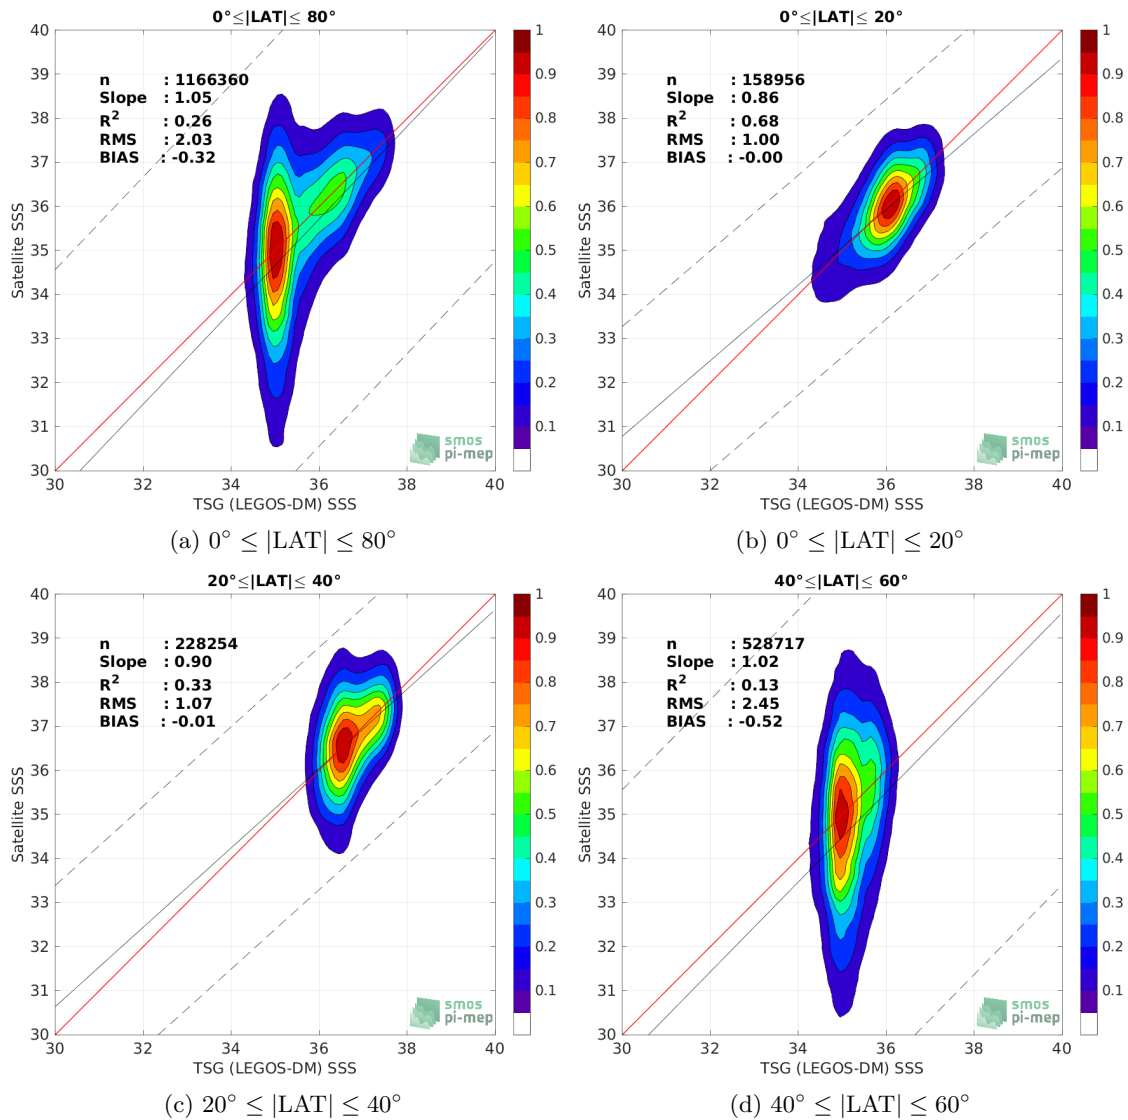 0°≤|LAT|≤ 80°
n : 1166360
Slope : 1.05
R² : 0.26
RMS : 2.03
BIAS : -0.32
40
39
38
37
36
35
34
33
32
31
30
Satellite SSS
30 32 34 36 38 40
TSG (LEGOS-DM) SSS
1
0.9
0.8
0.7
0.6
0.5
0.4
0.3
0.2
0.1
smos
pi-mep
(a) 0° ≤ |LAT| ≤ 80°
0°≤|LAT|≤ 20°
n : 158956
Slope : 0.86
R² : 0.68
RMS : 1.00
BIAS : -0.00
40
39
38
37
36
35
34
33
32
31
30
Satellite SSS
30 32 34 36 38 40
TSG (LEGOS-DM) SSS
1
0.9
0.8
0.7
0.6
0.5
0.4
0.3
0.2
0.1
smos
pi-mep
(b) 0° ≤ |LAT| ≤ 20°
20°≤|LAT|≤ 40°
n : 228254
Slope : 0.90
R² : 0.33
RMS : 1.07
BIAS : -0.01
40
39
38
37
36
35
34
33
32
31
30
Satellite SSS
30 32 34 36 38 40
TSG (LEGOS-DM) SSS
1
0.9
0.8
0.7
0.6
0.5
0.4
0.3
0.2
0.1
smos
pi-mep
(c) 20° ≤ |LAT| ≤ 40°
40°≤|LAT|≤ 60°
n : 528717
Slope : 1.02
R² : 0.13
RMS : 2.45
BIAS : -0.52
40
39
38
37
36
35
34
33
32
31
30
Satellite SSS
30 32 34 36 38 40
TSG (LEGOS-DM) SSS
1
0.9
0.8
0.7
0.6
0.5
0.4
0.3
0.2
0.1
smos
pi-mep
(d) 40° ≤ |LAT| ≤ 60°